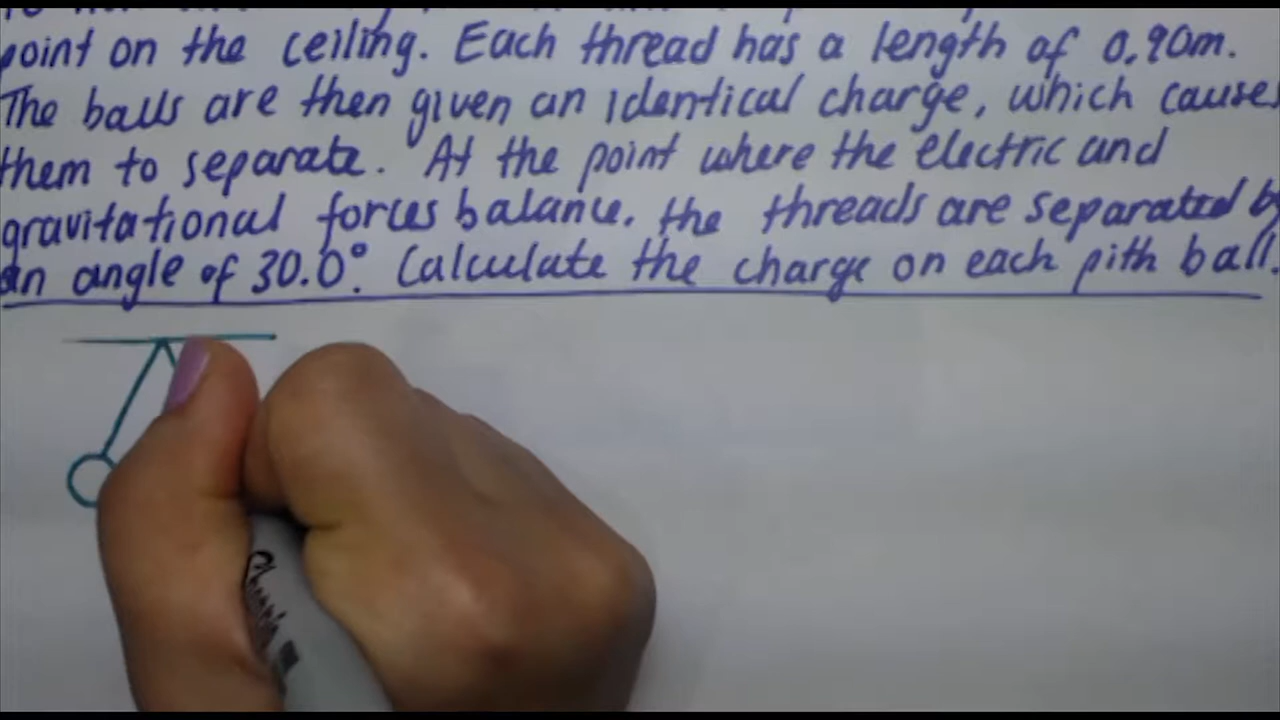 point on the ceiling. Each thread has a length of 0.90m.
The balls are then given an identical charge, which causes
them to separate. At the point where the electric and
gravitational forces balance. the threads are separated by
an angle of 30.0°. Calculate the charge on each pith ball.